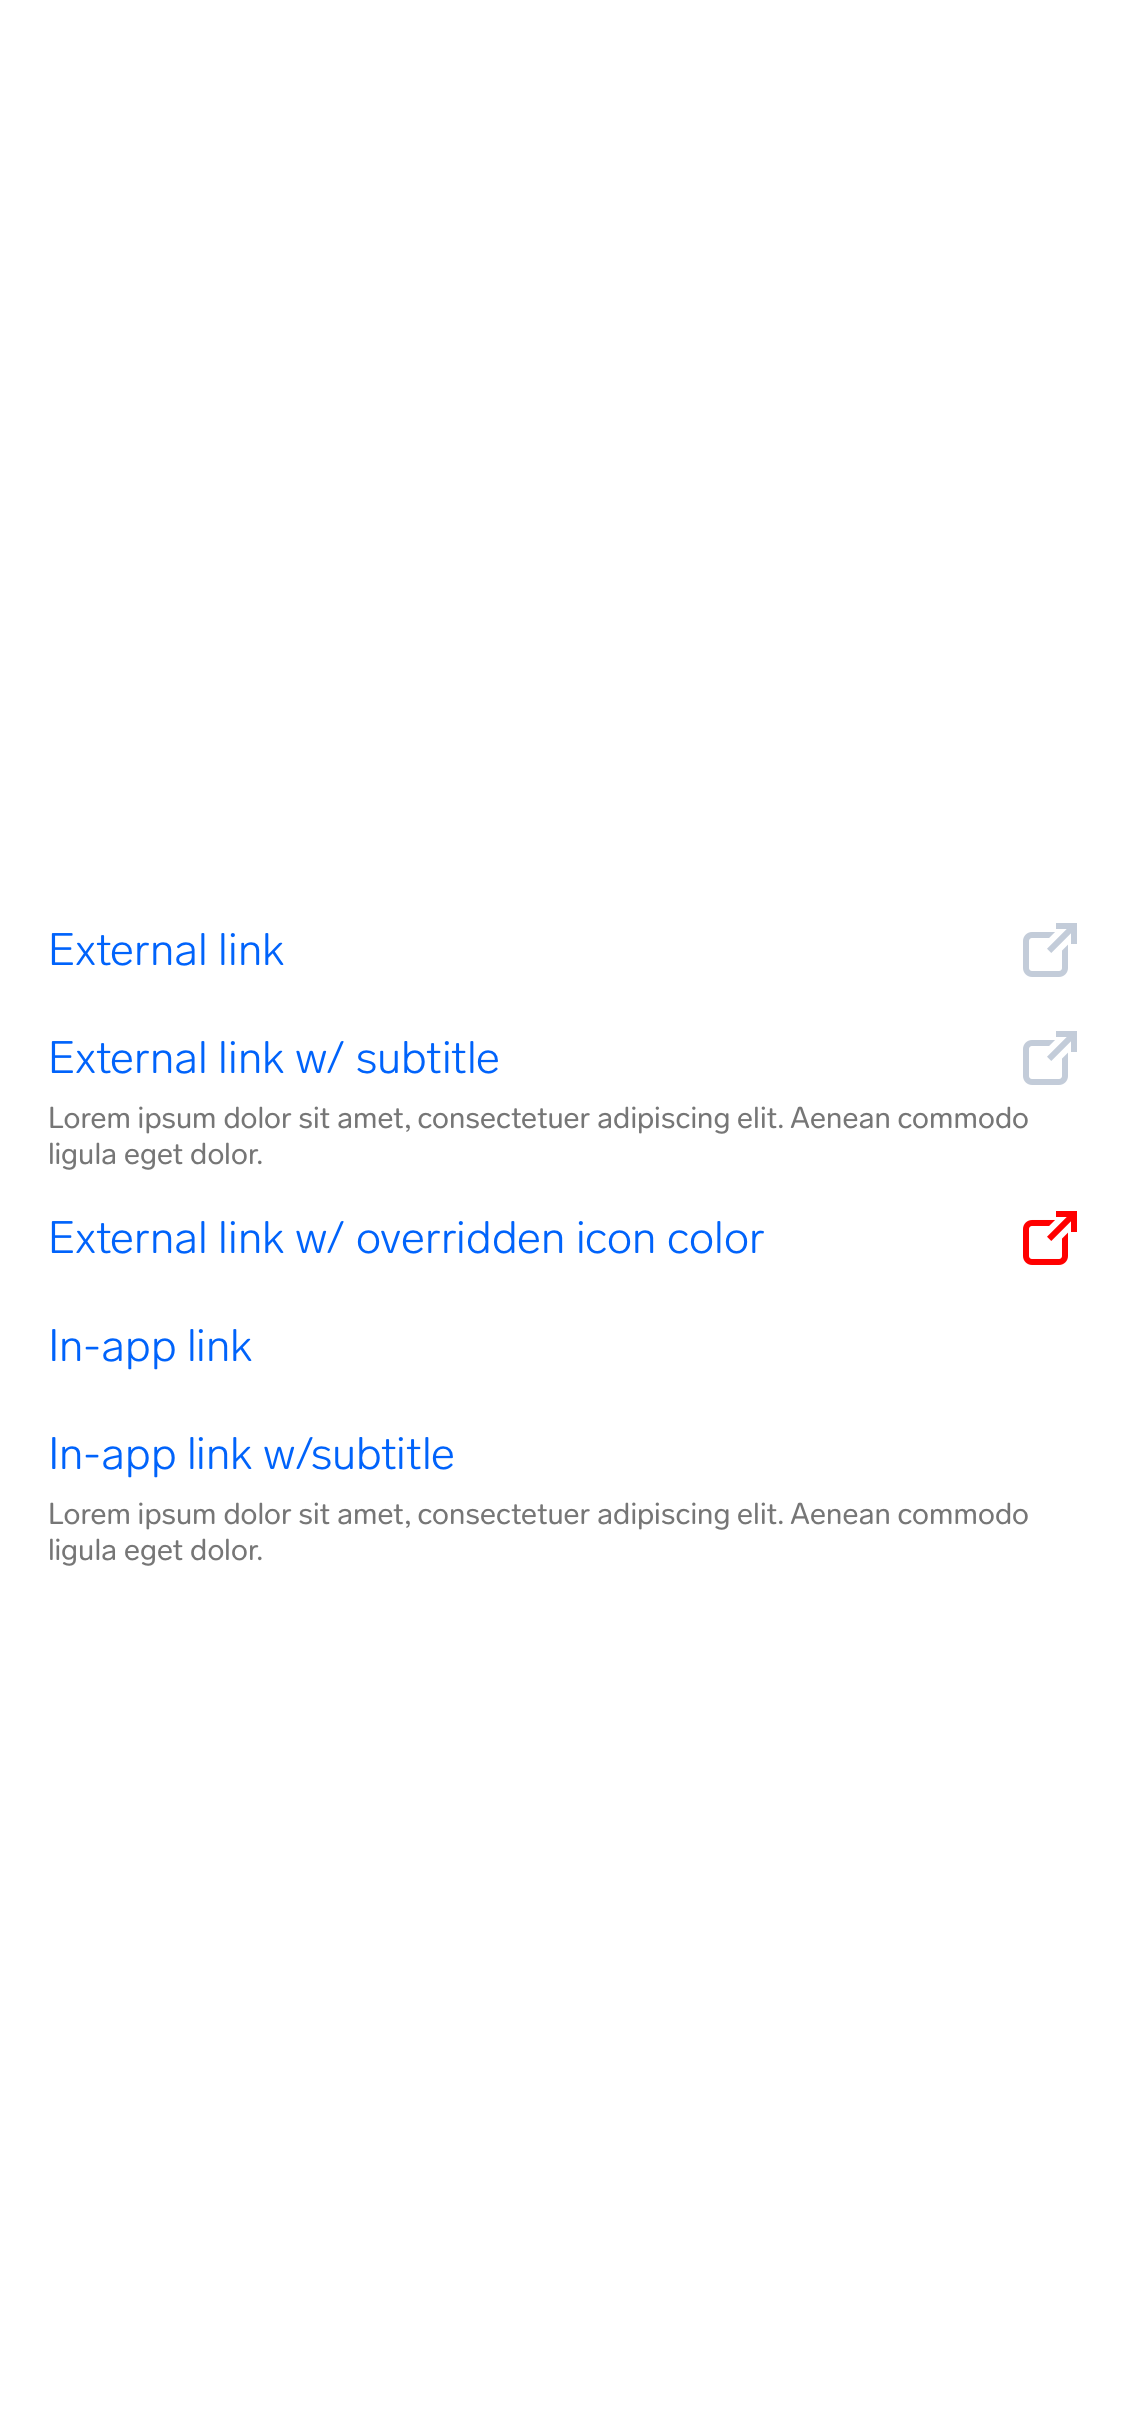 External link
External link w/ subtitle
Lorem ipsum dolor sit amet, consectetuer adipiscing elit. Aenean commodo
ligula eget dolor.
External link w/ overridden icon color
In-app link
In-app link w/subtitle
Lorem ipsum dolor sit amet, consectetuer adipiscing elit. Aenean commodo
ligula eget dolor.